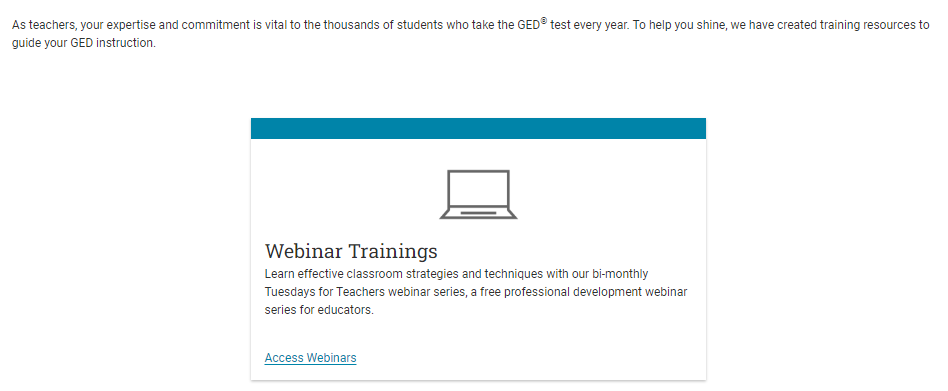 As teachers, your expertise and commitment is vital to the thousands of students who take the GED® test every year. To help you shine, we have created training resources to
guide your GED instruction.
Webinar Trainings
Learn effective classroom strategies and techniques with our bi-monthly
Tuesdays for Teachers webinar series, a free professional development webinar
series for educators.
Access Webinars